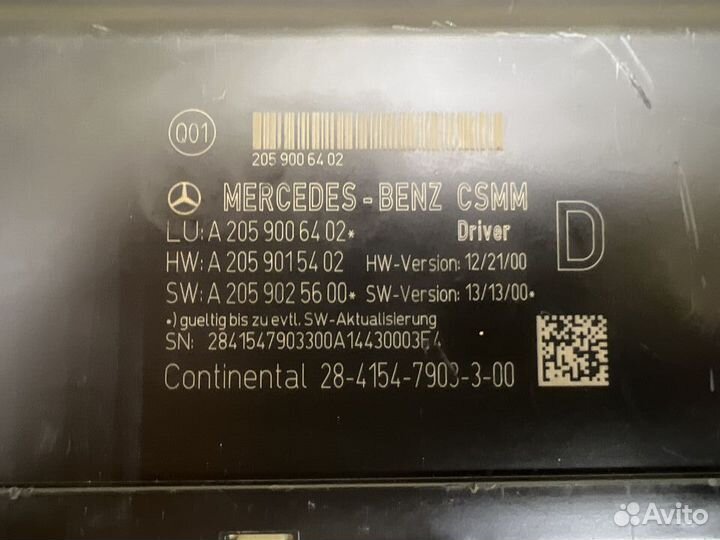 Q01
205 900 64 02
MERCEDES-BENZ CSMM
LU: A 205 900 64 02* Driver
D
HW: A 205 901 54 02 HW-Version: 12/21/00
SW: A 205 902 56 00* SW-Version: 13/13/00*
*) gueltig bis zu evtl. SW-Aktualisierung
SN: 2841547903300A14430003F4
Continental 28-4154-7903-3-00
Avito